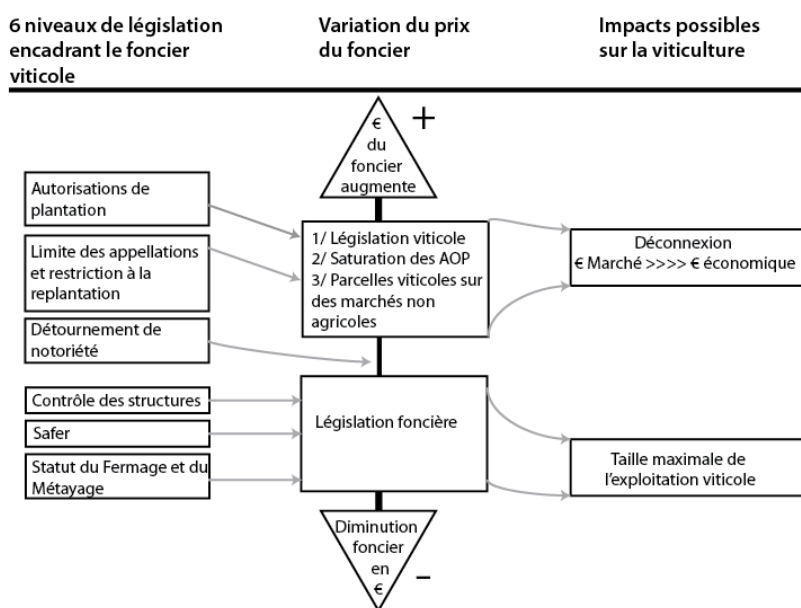 6 niveaux de législation
encadrant le foncier
viticole
Variation du prix
du foncier
Impacts possibles
sur la viticulture
€
du
foncier
augmente
+
Autorisations de
plantation
Limite des appellations
et restriction à la
replantation
Détournement de
notoriété
Contrôle des structures
Safer
Statut du Fermage et du
Métayage
1/ Législation viticole
2/ Saturation des AOP
3/ Parcelles viticoles sur
des marchés non
agricoles
Législation foncière
Diminution
foncier
en
€
–
Déconnexion
€ Marché >>>> € économique
Taille maximale de
l'exploitation viticole